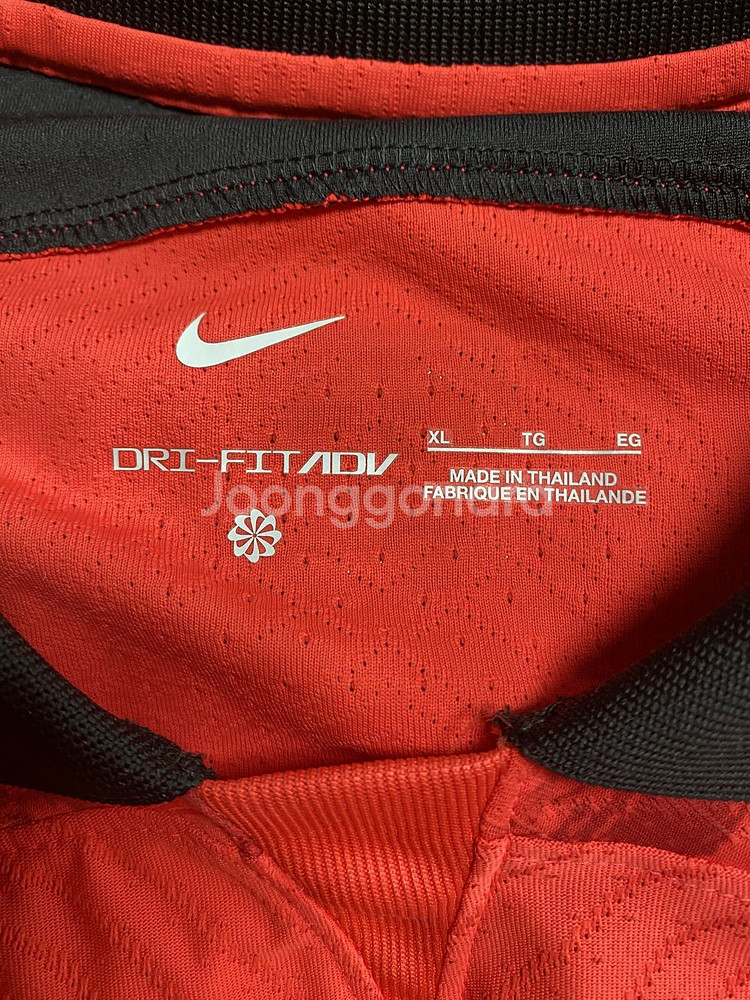 DRI-FIT ADV
XL TG EG
MADE IN THAILAND
FABRIQUE EN THAILANDE
Joonggonara